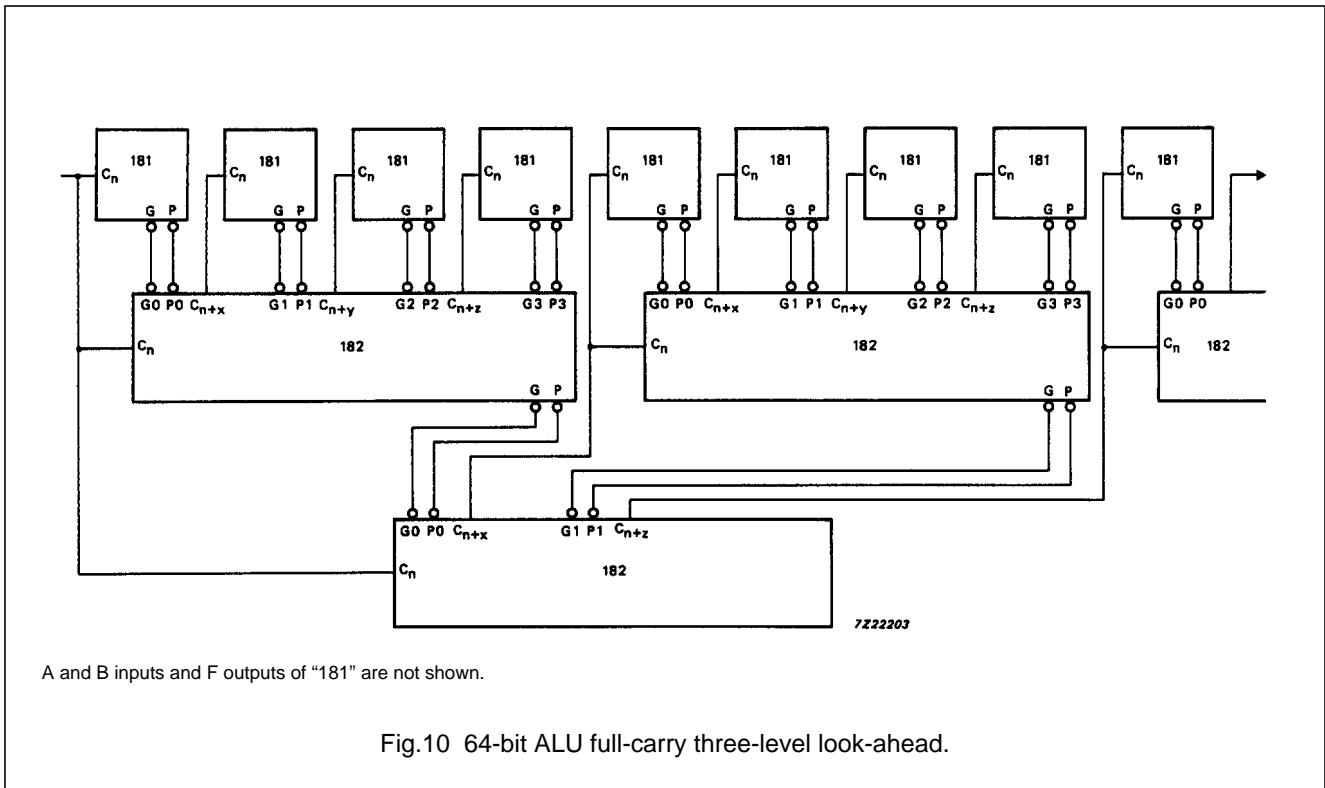 181 181 181 181 181 181 181 181 181
Cn Cn Cn Cn Cn Cn Cn Cn Cn
G P G P G P G P G P G P G P G P G P
G0 P0 Cn+x G1 P1 Cn+y G2 P2 Cn+z G3 P3 G0 P0 Cn+x G1 P1 Cn+y G2 P2 Cn+z G3 P3 G0 P0
Cn 182 Cn 182 Cn 182
G P G P
G0 P0 Cn+x G1 P1 Cn+z
Cn 182
7Z22203
A and B inputs and F outputs of “181” are not shown.
Fig.10 64-bit ALU full-carry three-level look-ahead.